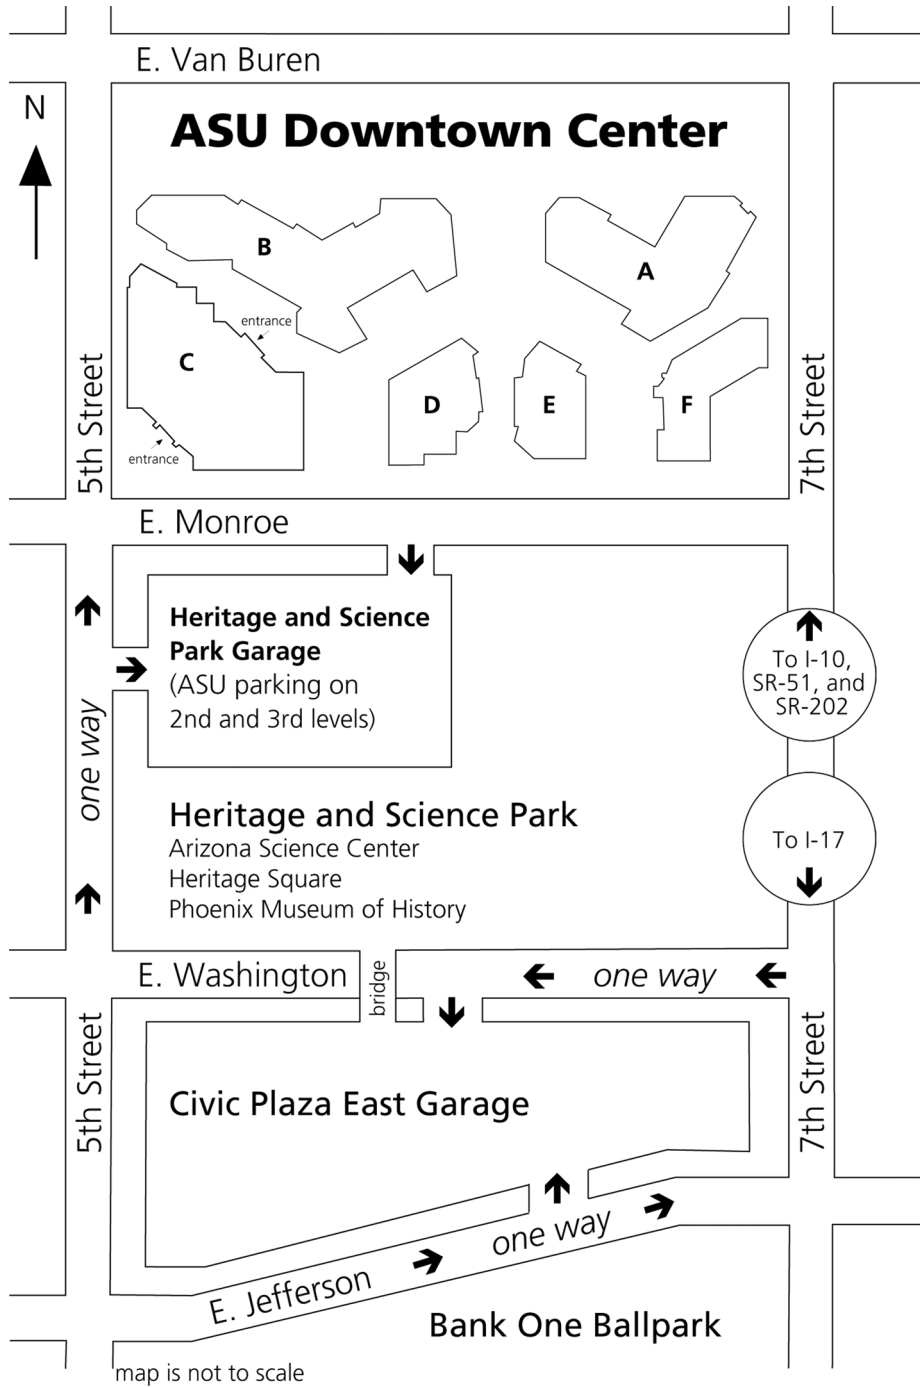 E. Van Buren
N
ASU Downtown Center
B
A
entrance
C
D
E
F
entrance
5th Street
7th Street
E. Monroe
Heritage and Science
Park Garage
(ASU parking on
2nd and 3rd levels)
To I-10,
SR-51, and
SR-202
one way
Heritage and Science Park
Arizona Science Center
Heritage Square
Phoenix Museum of History
To I-17
E. Washington
bridge
one way
5th Street
7th Street
Civic Plaza East Garage
one way
E. Jefferson
Bank One Ballpark
map is not to scale